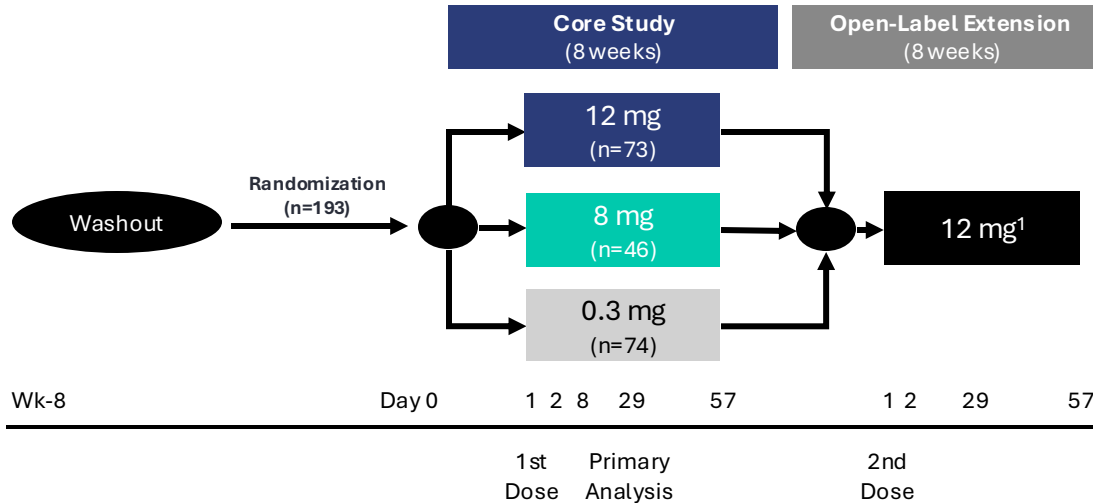 Core Study
(8 weeks)
Open-Label Extension
(8 weeks)
12 mg
(n=73)
Randomization
(n=193)
Washout
8 mg
(n=46)
12 mg¹
0.3 mg
(n=74)
Wk-8 Day 0 1 2 8 29 57 1 2 29 57
1st Primary 2nd
Dose Analysis Dose